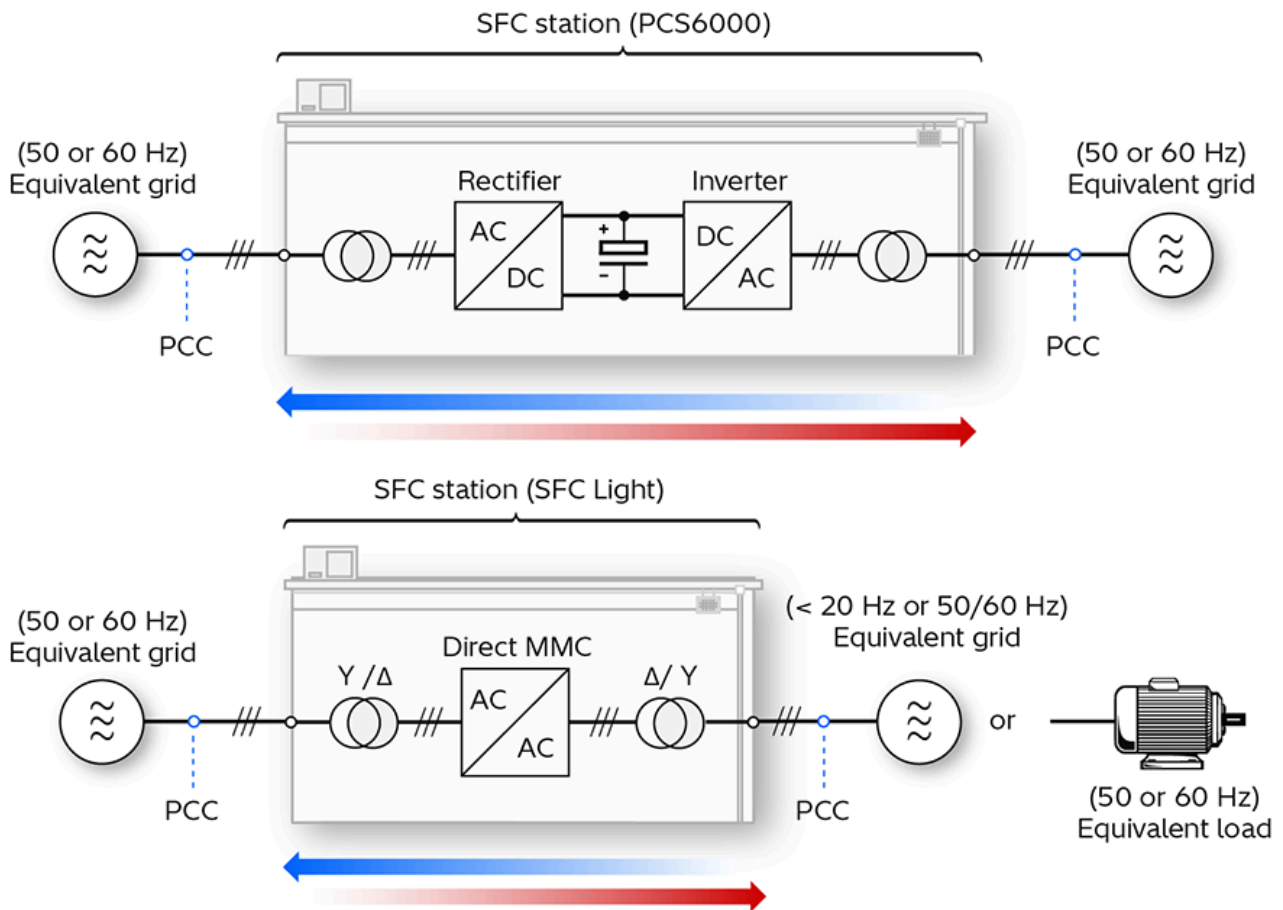 SFC station (PCS6000)
(50 or 60 Hz)
Equivalent grid
(50 or 60 Hz)
Equivalent grid
Rectifier
Inverter
AC
DC
+
−
DC
AC
PCC
PCC
SFC station (SFC Light)
(50 or 60 Hz)
Equivalent grid
(< 20 Hz or 50/60 Hz)
Equivalent grid
Direct MMC
Y /Δ
AC
AC
Δ/ Y
or
PCC
PCC
(50 or 60 Hz)
Equivalent load